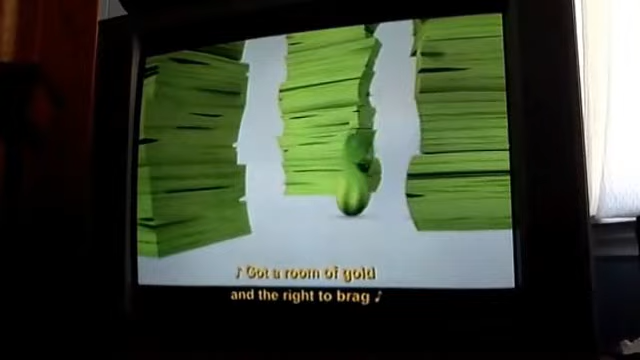 ♪ Got a room of gold
and the right to brag ♪